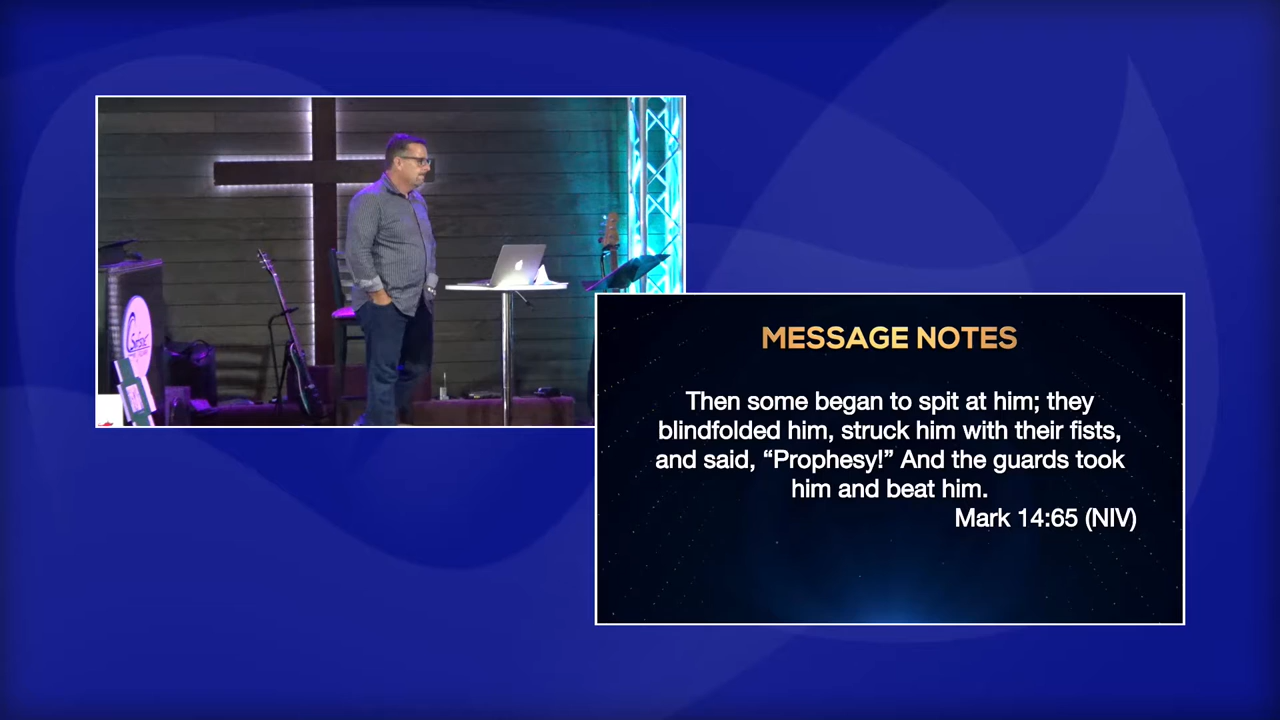 MESSAGE NOTES
Then some began to spit at him; they
blindfolded him, struck him with their fists,
and said, “Prophesy!” And the guards took
him and beat him.
Mark 14:65 (NIV)